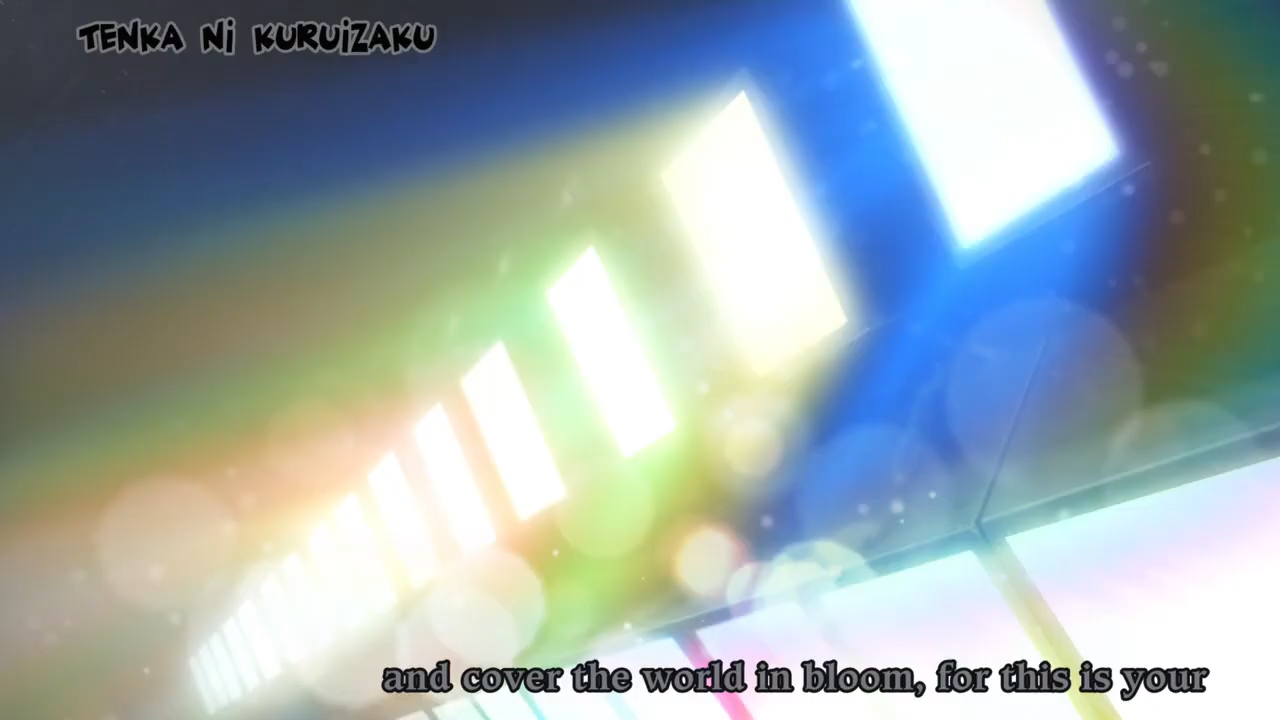 TENKA Ni KURUiZAKU
and cover the world in bloom, for this is your